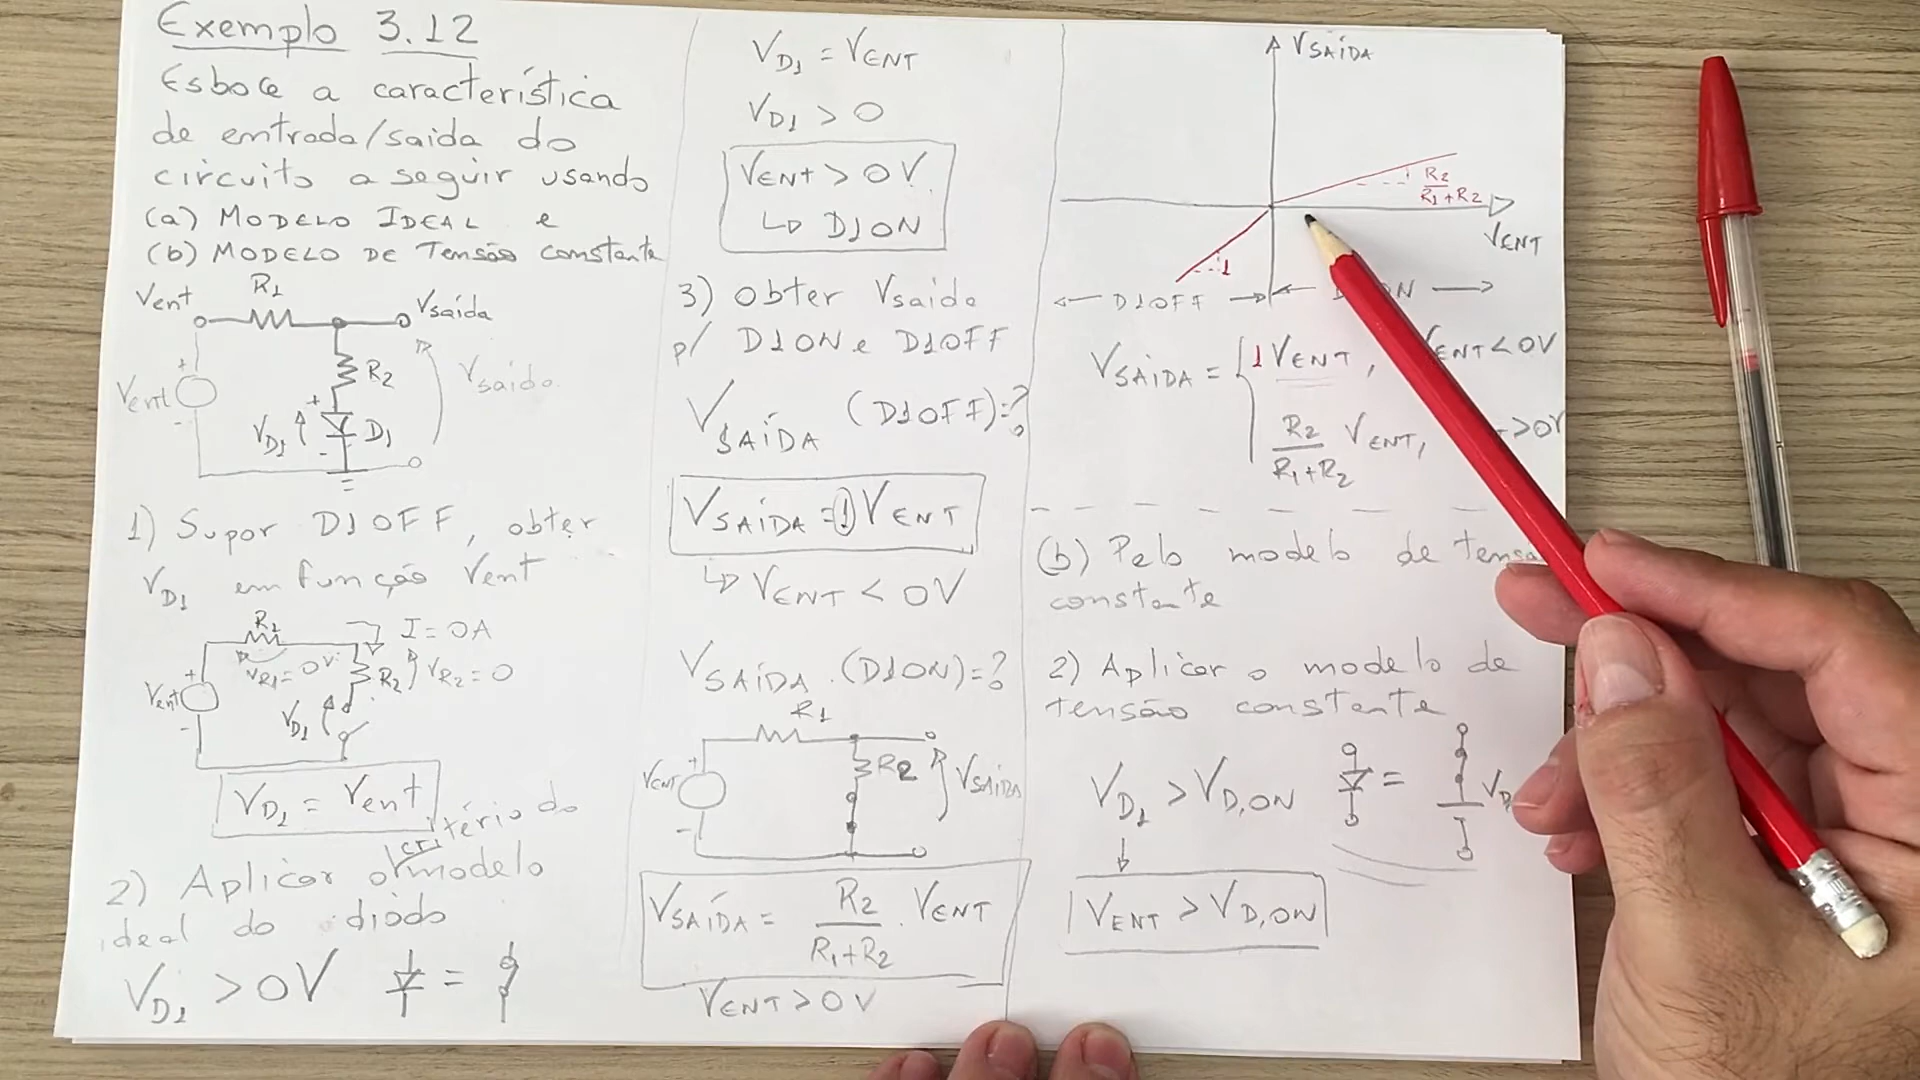 Exemplo 3.12
Esboce a característica
de entrada/saida do
circuito a seguir usando
(a) MODELO IDEAL e
(b) MODELO DE Tensão constante
R1
Vent
Vsaída
R2
Vent
+
-
Vsaída
VD1
+
-
D1
1) Supor D1 OFF, obter
VD1 em função Vent
R1
I = 0A
VR1 = 0V
R2
VR2 = 0
Vent
+
-
VD1
VD1 = Vent
critério do
2) Aplicar o modelo
ideal do diodo
VD1 > 0V
=
VD1 = VENT
VD1 > 0
VENT > 0V
↳ D1 ON
3) obter Vsaída
p/ D1 ON e D1 OFF
VSAÍDA (D1 OFF)=?
VSAÍDA = 1 VENT
↳ VENT < 0V
VSAÍDA (D1 ON)=?
R1
VENT
+
-
R2
VSAÍDA
VSAÍDA = R2/R1+R2 . VENT
VENT > 0V
VSAÍDA
R2
R1+R2
VENT
1
D1 OFF
VSAÍDA = { 1 VENT, VENT < 0V
R2/R1+R2 VENT, >0V
(b) Pelo modelo de
constante
2) Aplicar o modelo de
tensão constante
VD1 > VD,ON
=
VENT > VD,ON